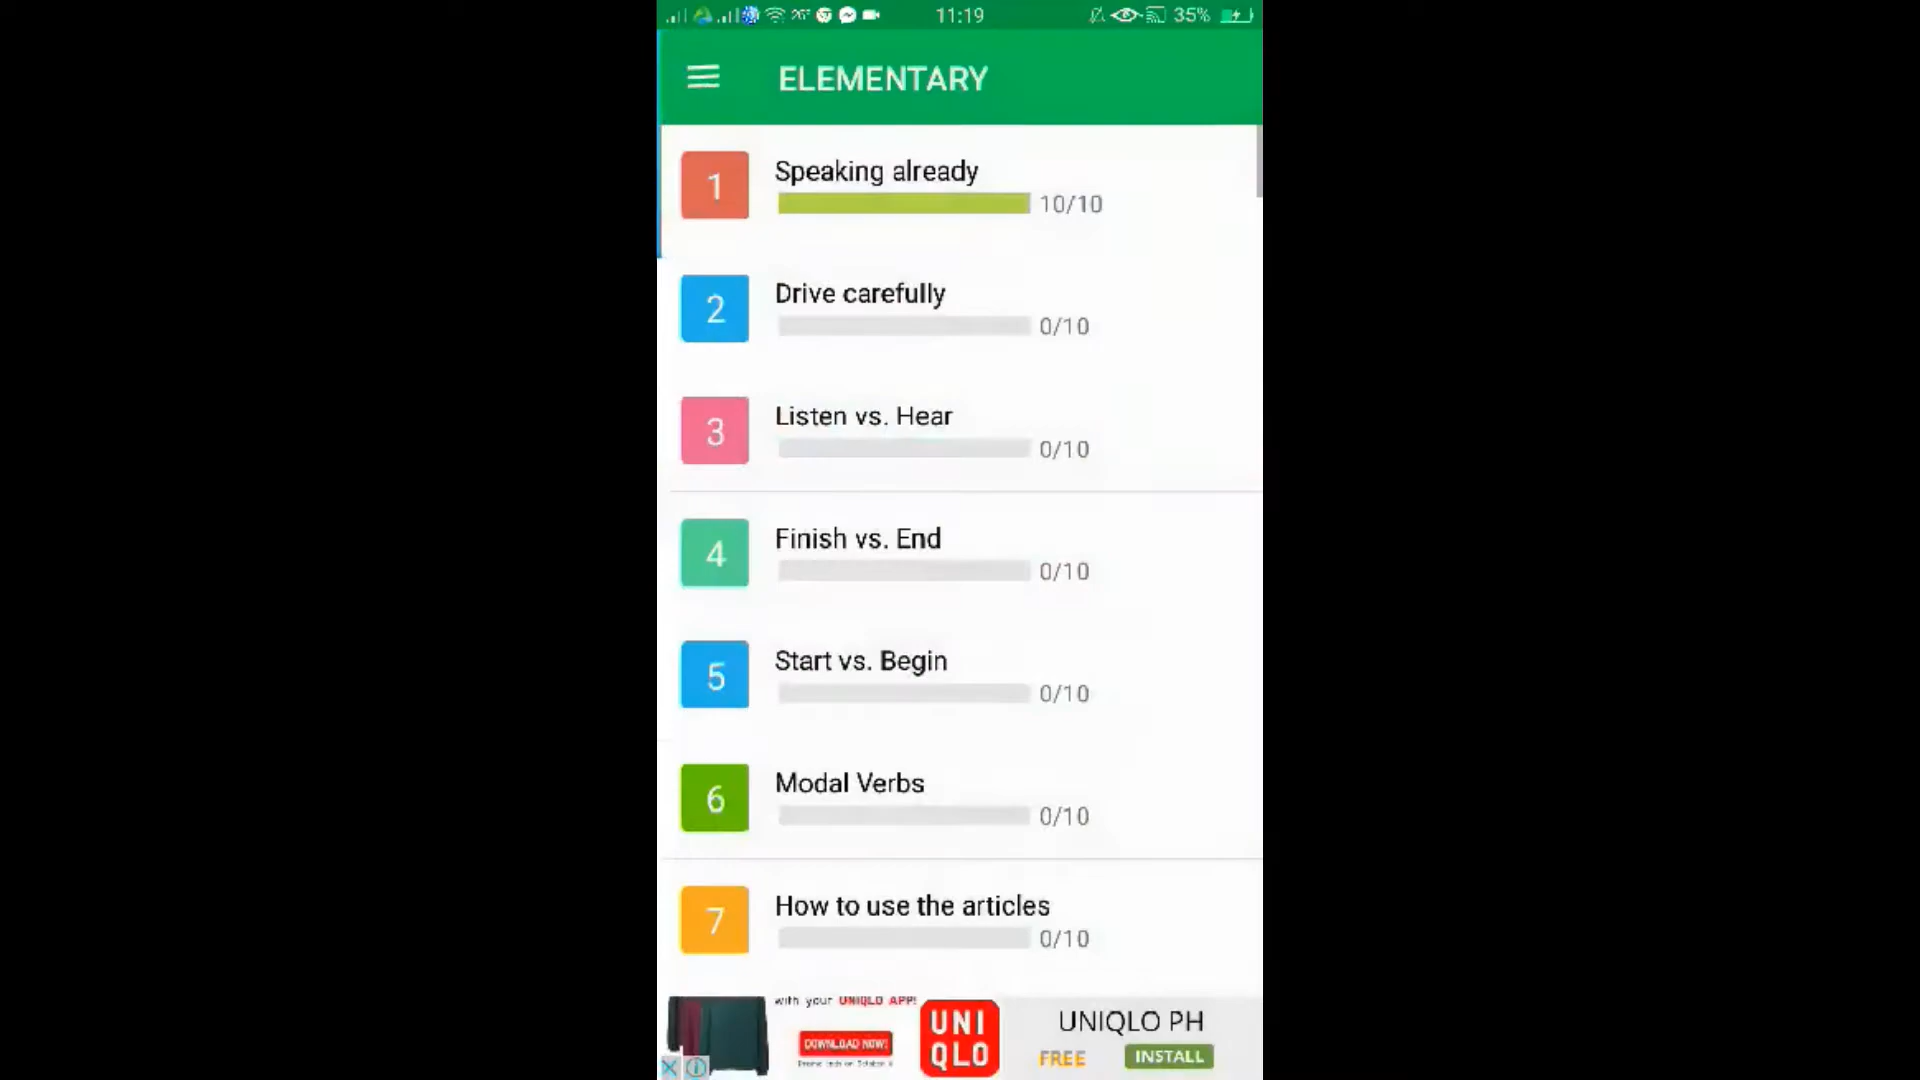 26°
11:19
35%
ELEMENTARY
1
Speaking already
10/10
2
Drive carefully
0/10
3
Listen vs. Hear
0/10
4
Finish vs. End
0/10
5
Start vs. Begin
0/10
6
Modal Verbs
0/10
7
How to use the articles
0/10
with your UNIQLO APP!
DOWNLOAD NOW!
UNI
QLO
UNIQLO PH
FREE
INSTALL